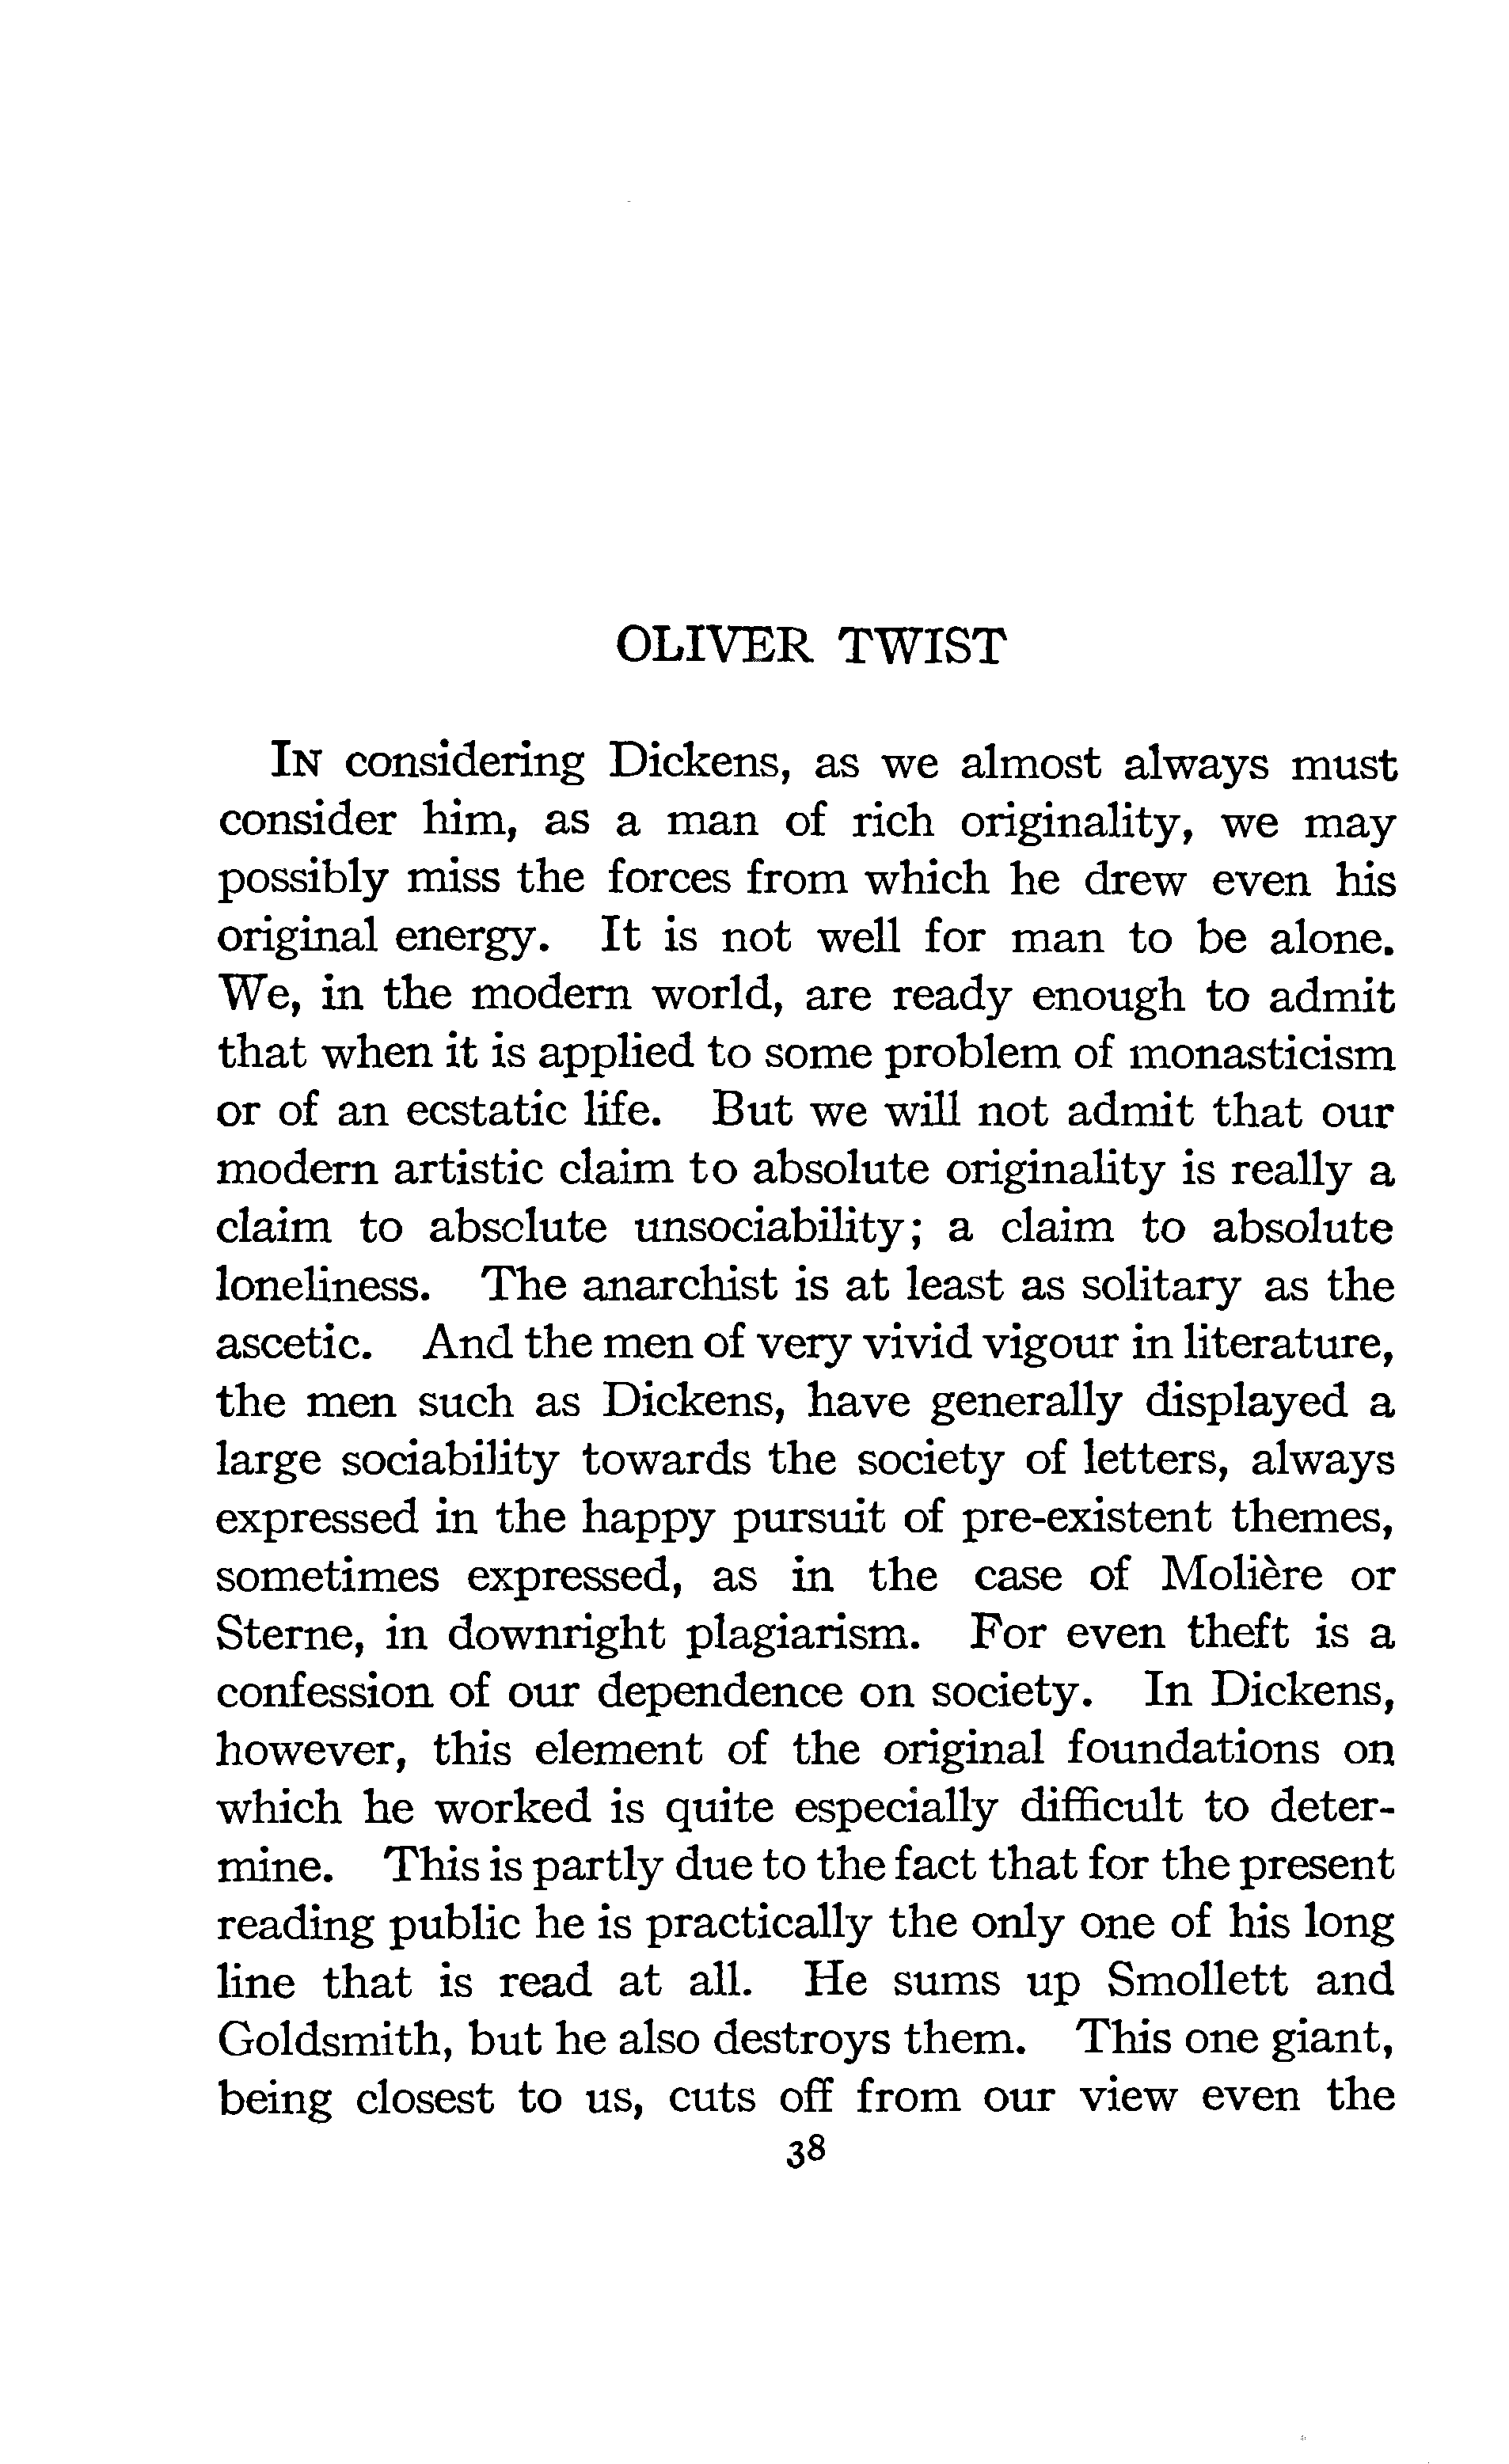 OLIVER TWIST
IN considering Dickens, as we almost always must
consider him, as a man of rich originality, we may
possibly miss the forces from which he drew even his
original energy. It is not well for man to be alone.
We, in the modern world, are ready enough to admit
that when it is applied to some problem of monasticism
or of an ecstatic life. But we will not admit that our
modern artistic claim to absolute originality is really a
claim to absolute unsociability; a claim to absolute
loneliness. The anarchist is at least as solitary as the
ascetic. And the men of very vivid vigour in literature,
the men such as Dickens, have generally displayed a
large sociability towards the society of letters, always
expressed in the happy pursuit of pre-existent themes,
sometimes expressed, as in the case of Molière or
Sterne, in downright plagiarism. For even theft is a
confession of our dependence on society. In Dickens,
however, this element of the original foundations on
which he worked is quite especially difficult to deter-
mine. This is partly due to the fact that for the present
reading public he is practically the only one of his long
line that is read at all. He sums up Smollett and
Goldsmith, but he also destroys them. This one giant,
being closest to us, cuts off from our view even the
38